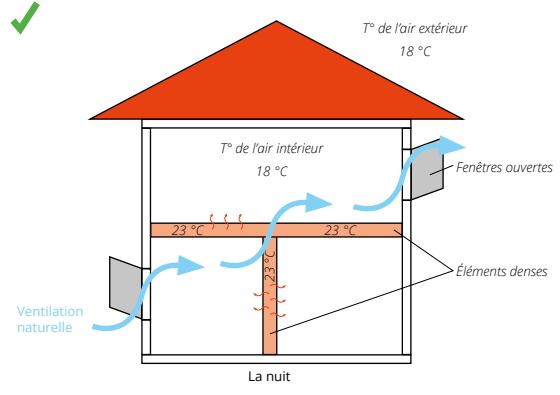 T° de l'air extérieur
18 °C
T° de l'air intérieur
18 °C
Fenêtres ouvertes
23 °C
23 °C
23 °C
Éléments denses
Ventilation
naturelle
La nuit